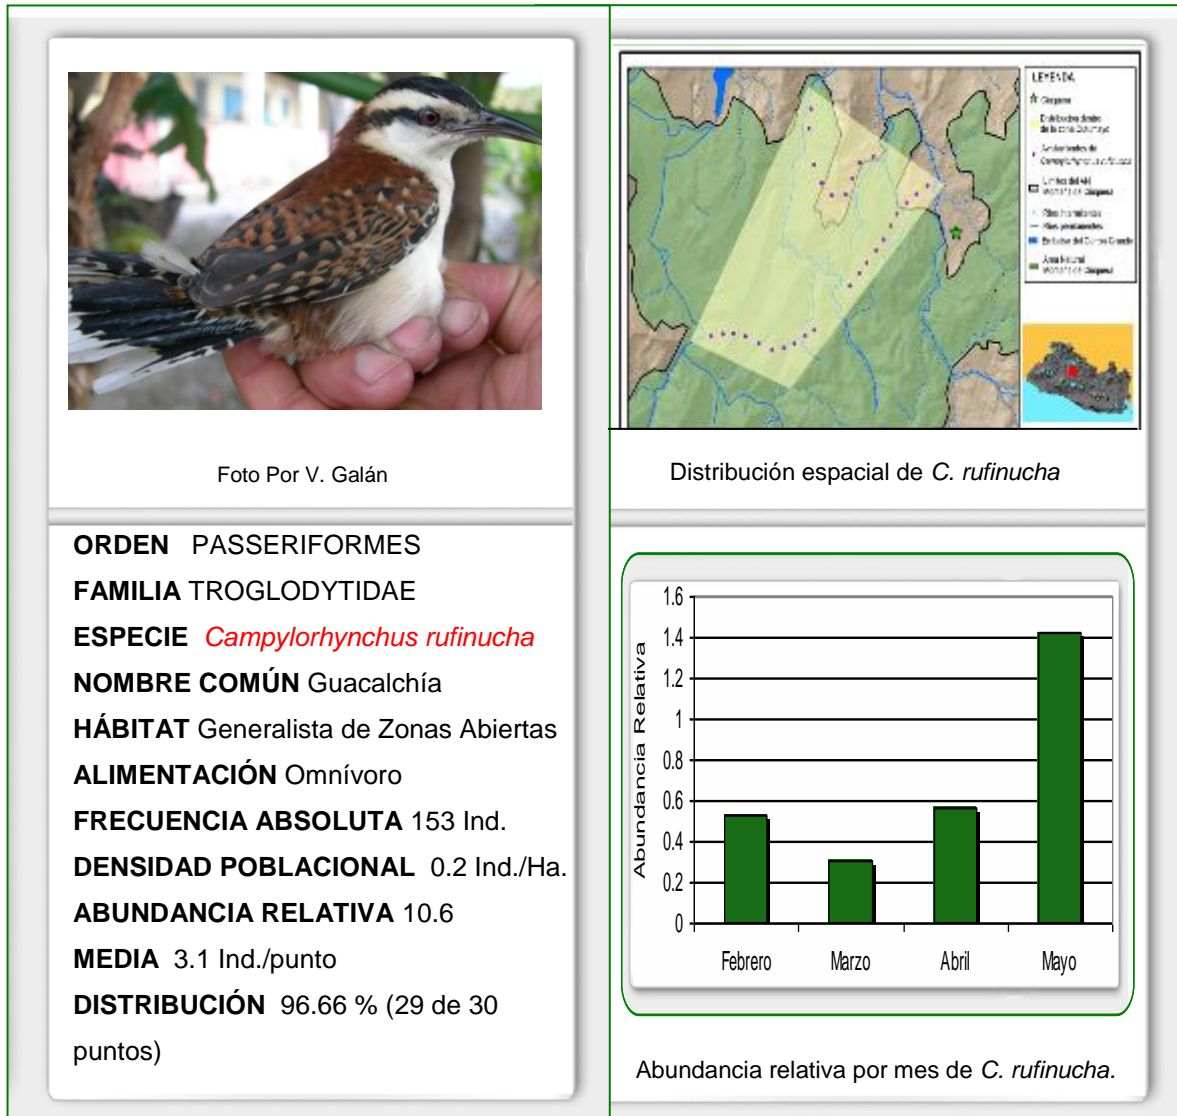 Foto Por V. Galán
ORDEN PASSERIFORMES
FAMILIA TROGLODYTIDAE
ESPECIE Campylorhynchus rufinucha
NOMBRE COMÚN Guacalchía
HÁBITAT Generalista de Zonas Abiertas
ALIMENTACIÓN Omnívoro
FRECUENCIA ABSOLUTA 153 Ind.
DENSIDAD POBLACIONAL 0.2 Ind./Ha.
ABUNDANCIA RELATIVA 10.6
MEDIA 3.1 Ind./punto
DISTRIBUCIÓN 96.66 % (29 de 30
puntos)
LEYENDA
Distribución espacial de C. rufinucha
Abundancia Relativa
1.6
1.4
1.2
1
0.8
0.6
0.4
0.2
0
Febrero Marzo Abril Mayo
Abundancia relativa por mes de C. rufinucha.